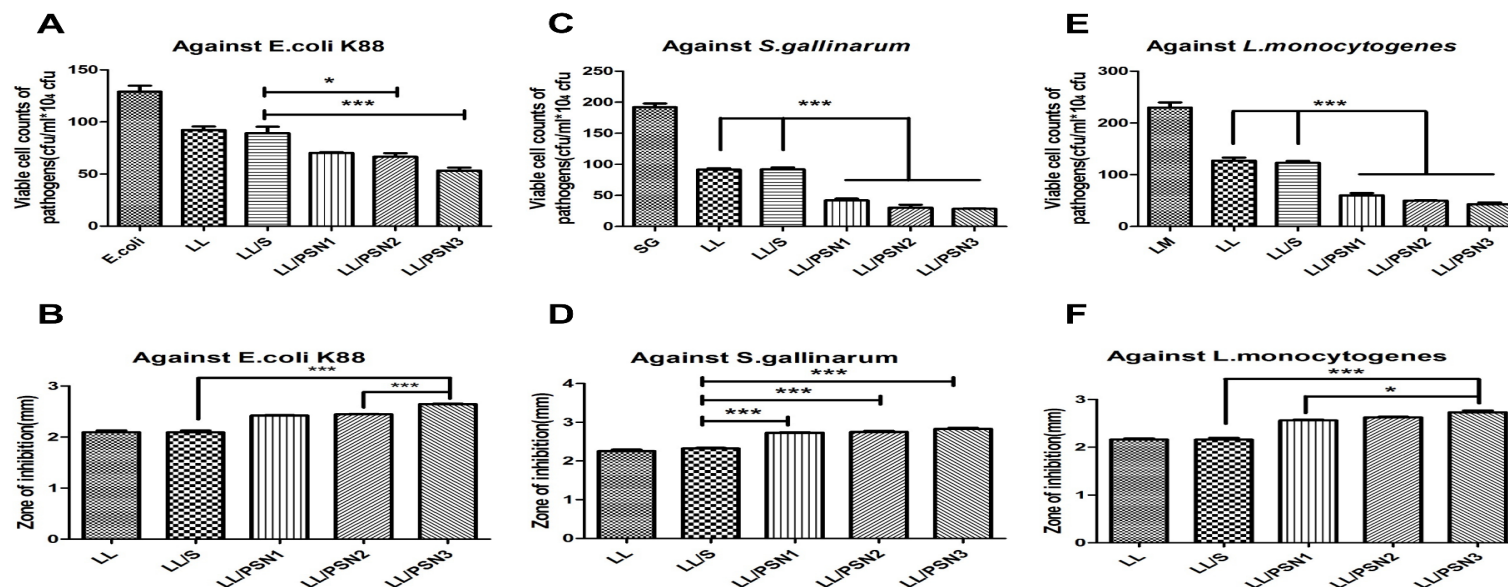 A
Against E.coli K88
Viable cell counts of
pathogens(cfu/ml*10₄ cfu
150
100
50
0
*
***
E.coli
LL
LL/S
LL/PSN1
LL/PSN2
LL/PSN3
C
Against S.gallinarum
Viable cell counts of
pathogens(cfu/ml*10₄ cfu
250
200
150
100
50
0
***
SG
LL
LL/S
LL/PSN1
LL/PSN2
LL/PSN3
E
Against L.monocytogenes
Viable cell counts of
pathogens(cfu/ml*10₄ cfu
300
200
100
0
***
LM
LL
LL/S
LL/PSN1
LL/PSN2
LL/PSN3
B
Against E.coli K88
Zone of inhibition(mm)
3
2
1
0
***
***
LL
LL/S
LL/PSN1
LL/PSN2
LL/PSN3
D
Against S.gallinarum
Zone of inhibition(mm)
4
3
2
1
0
***
***
***
LL
LL/S
LL/PSN1
LL/PSN2
LL/PSN3
F
Against L.monocytogenes
Zone of inhibition(mm)
3
2
1
0
***
*
LL
LL/S
LL/PSN1
LL/PSN2
LL/PSN3